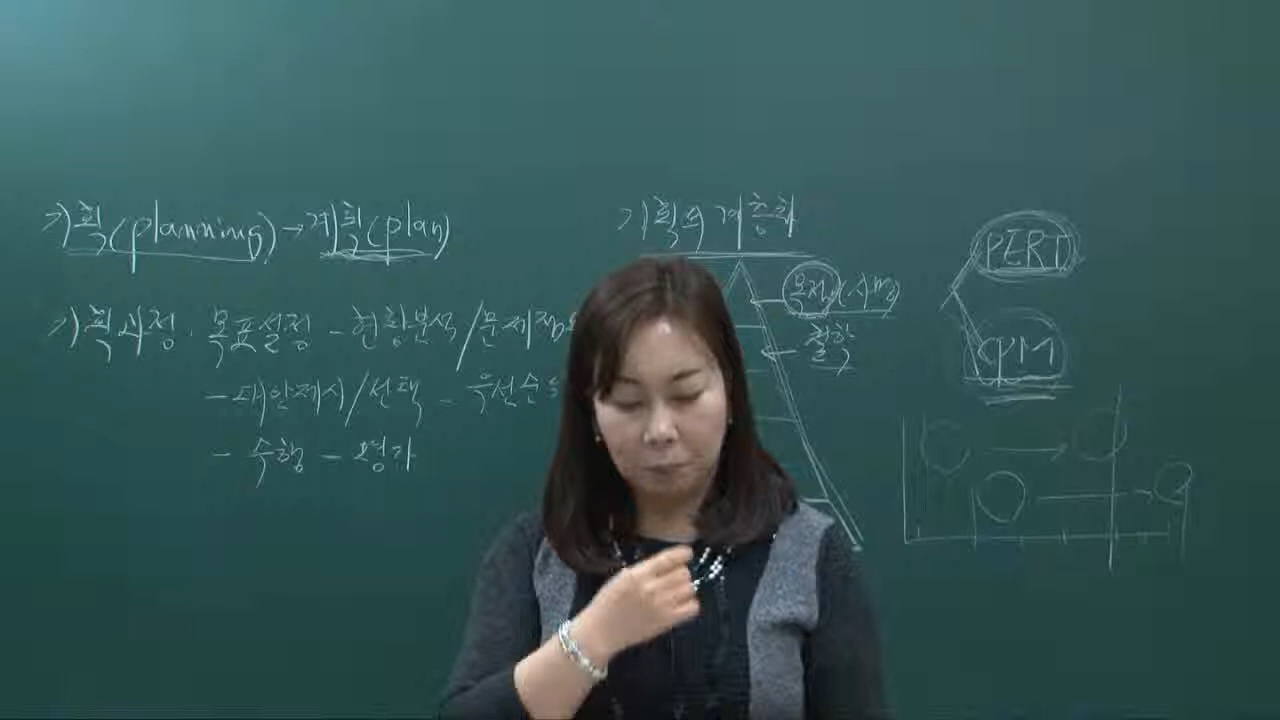 기획(planning) → 계획(plan)
기획과정. 목표설정 - 현황분석/문제
- 대안제시/선택 - 우선순
- 수행 - 평가
기획의 계층화
목적(사명)
철학
PERT
CPM